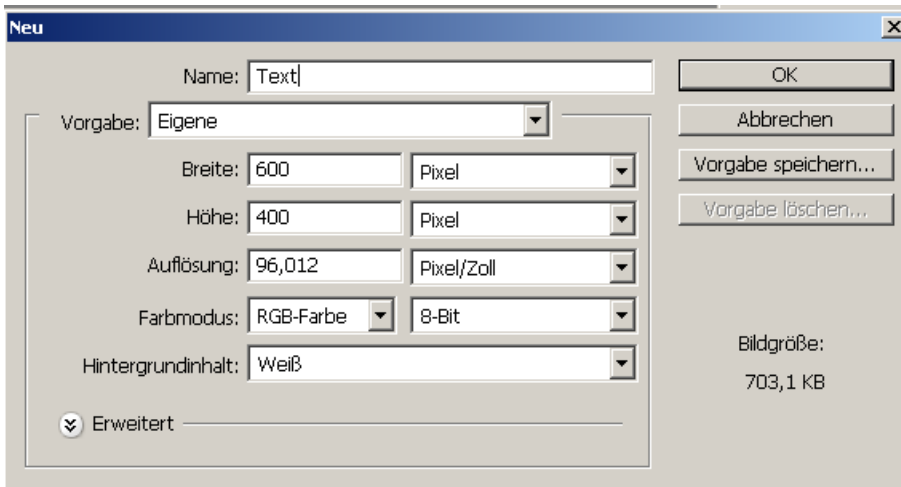 Neu
Name: Text
OK
Vorgabe: Eigene
Abbrechen
Breite: 600 Pixel
Vorgabe speichern...
Höhe: 400 Pixel
Vorgabe löschen...
Auflösung: 96,012 Pixel/Zoll
Farbmodus: RGB-Farbe 8-Bit
Hintergrundinhalt: Weiß
Bildgröße:
703,1 KB
Erweitert